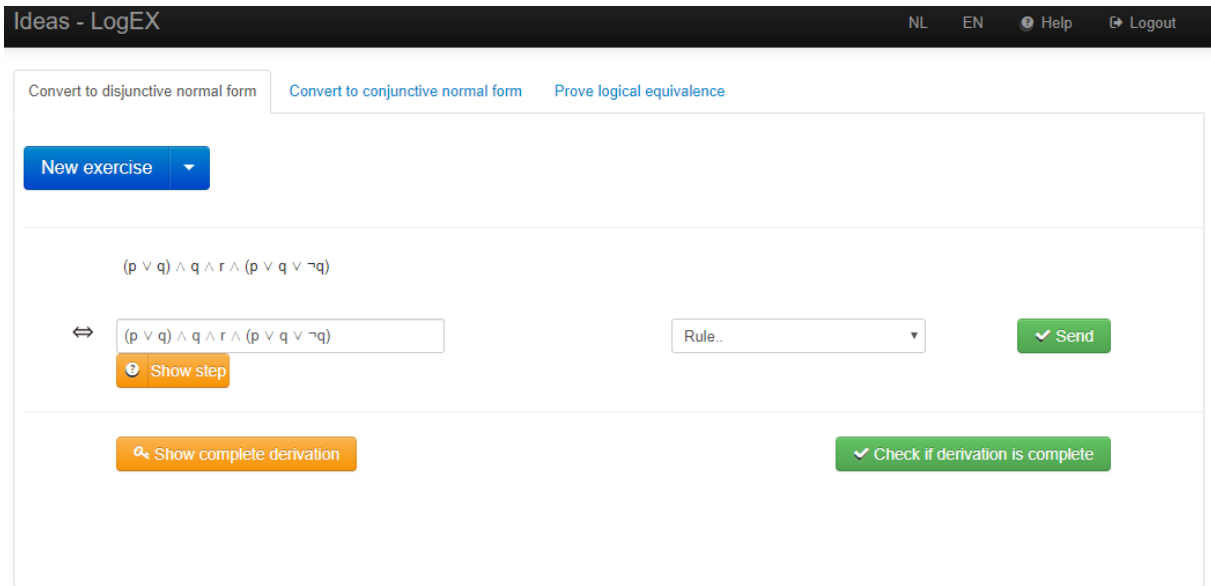 Ideas - LogEX NL EN Help Logout
Convert to disjunctive normal form Convert to conjunctive normal form Prove logical equivalence
New exercise
(p ∨ q) ∧ q ∧ r ∧ (p ∨ q ∨ ¬q)
⇔ (p ∨ q) ∧ q ∧ r ∧ (p ∨ q ∨ ¬q) Rule.. Send
Show step
Show complete derivation Check if derivation is complete